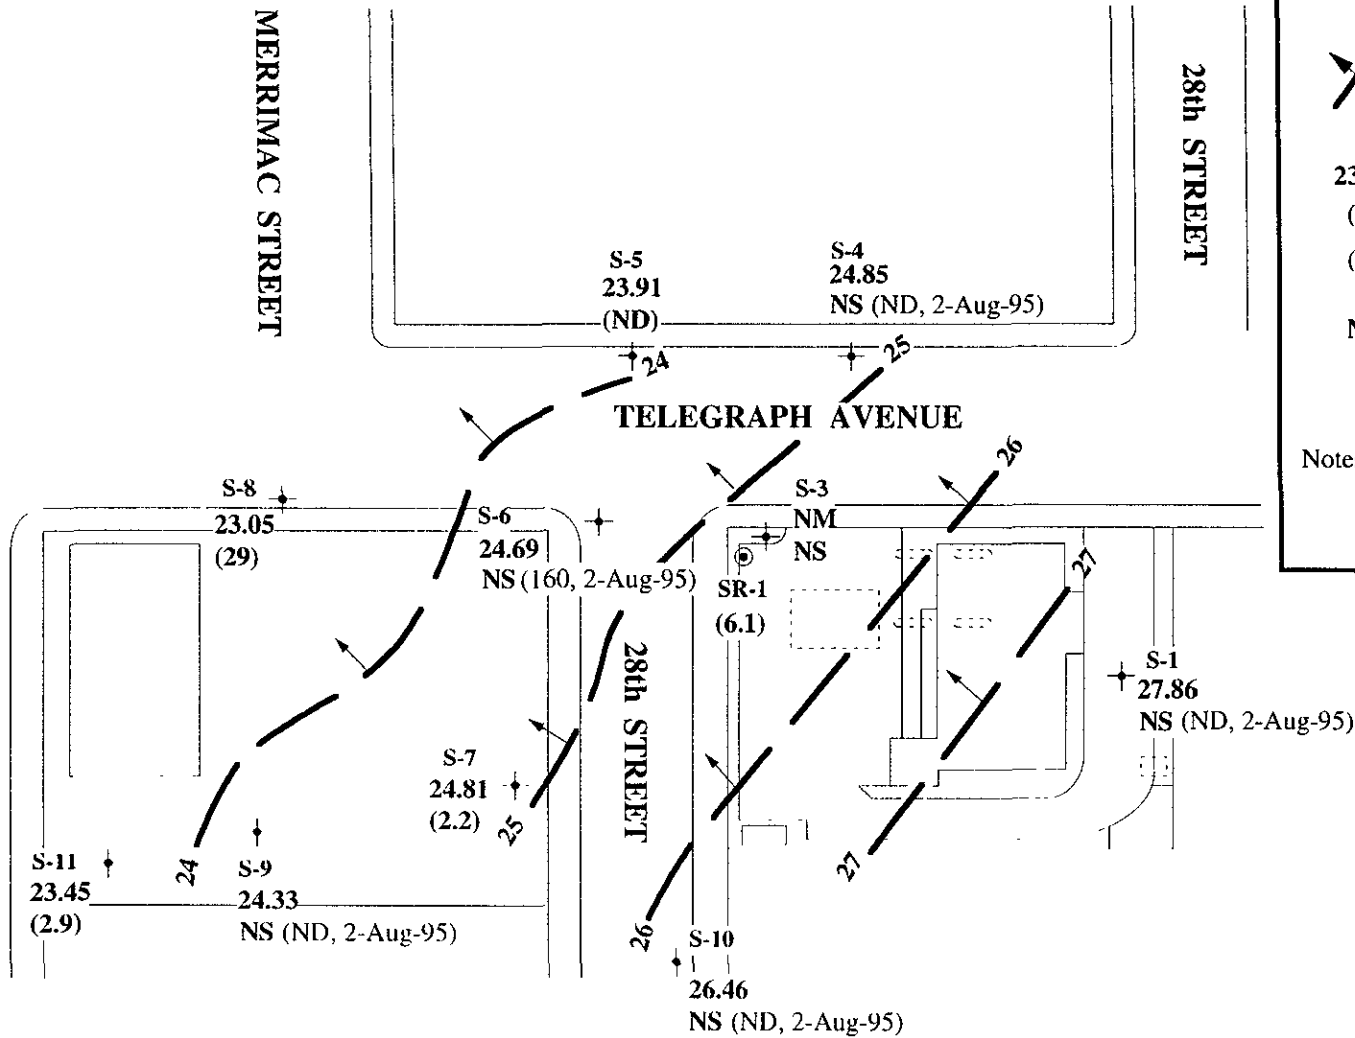 MERRIMAC STREET
28th STREET
S-5
23.91
(ND)
S-4
24.85
NS (ND, 2-Aug-95)
24
25
TELEGRAPH AVENUE
26
S-8
23.05
(29)
S-6
24.69
NS (160, 2-Aug-95)
S-3
NM
NS
SR-1
(6.1)
27
28th STREET
S-1
27.86
NS (ND, 2-Aug-95)
S-7
24.81
(2.2)
25
S-11
23.45
(2.9)
24
S-9
24.33
NS (ND, 2-Aug-95)
27
26
S-10
26.46
NS (ND, 2-Aug-95)
23
(
(
N
Note